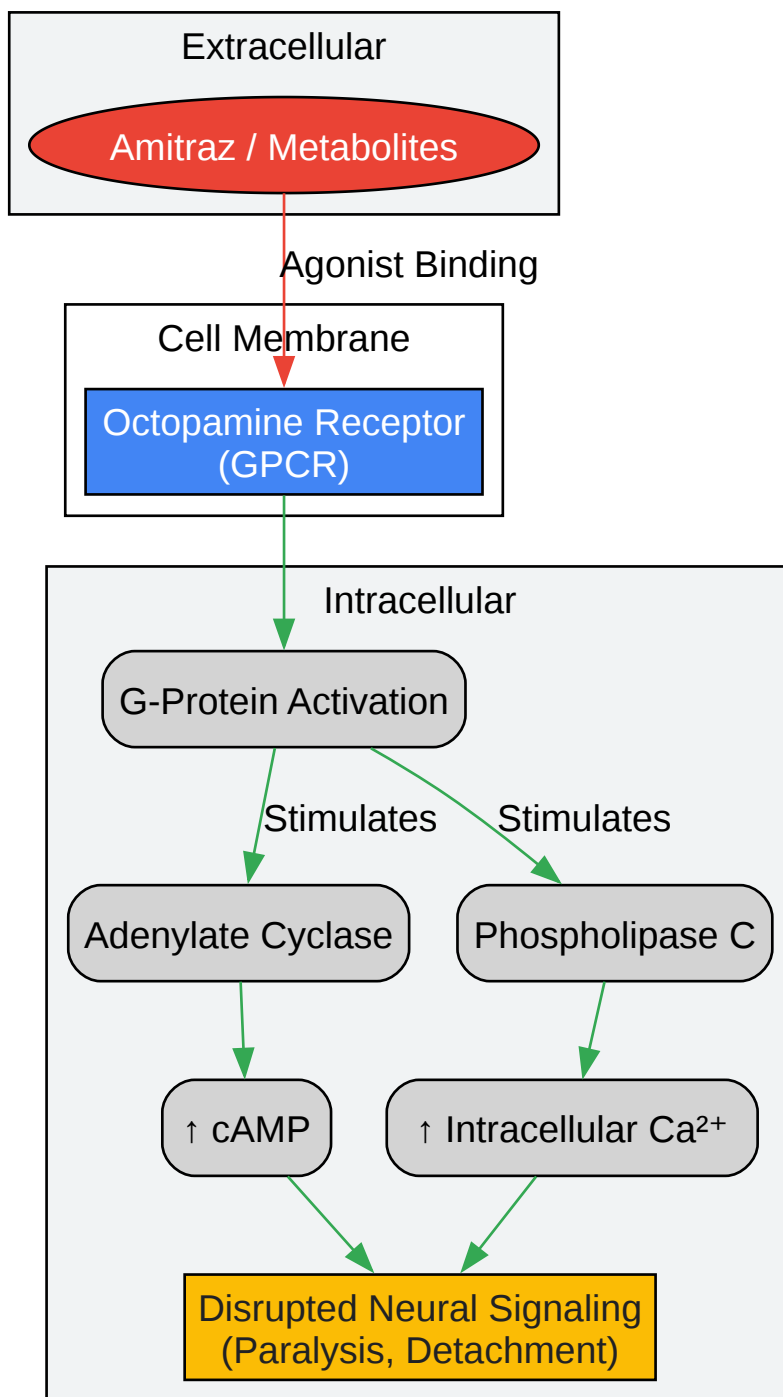 Extracellular
Amitraz / Metabolites
Agonist Binding
Cell Membrane
Octopamine Receptor
(GPCR)
Intracellular
G-Protein Activation
Stimulates
Stimulates
Adenylate Cyclase
Phospholipase C
↑ cAMP
↑ Intracellular Ca²⁺
Disrupted Neural Signaling
(Paralysis, Detachment)